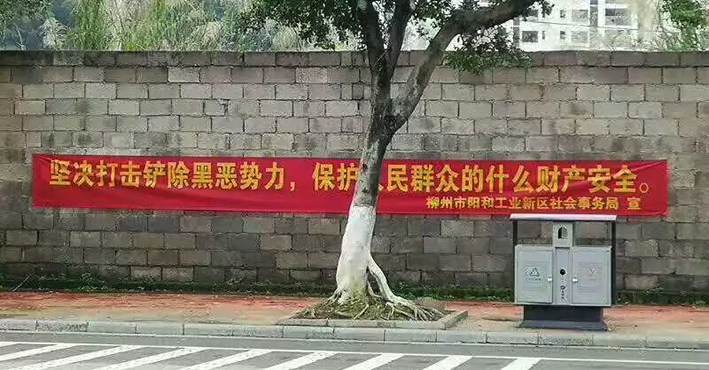 坚决打击铲除黑恶势力，保护人民群众的什么财产安全。
柳州市阳和工业新区社会事务局 宣